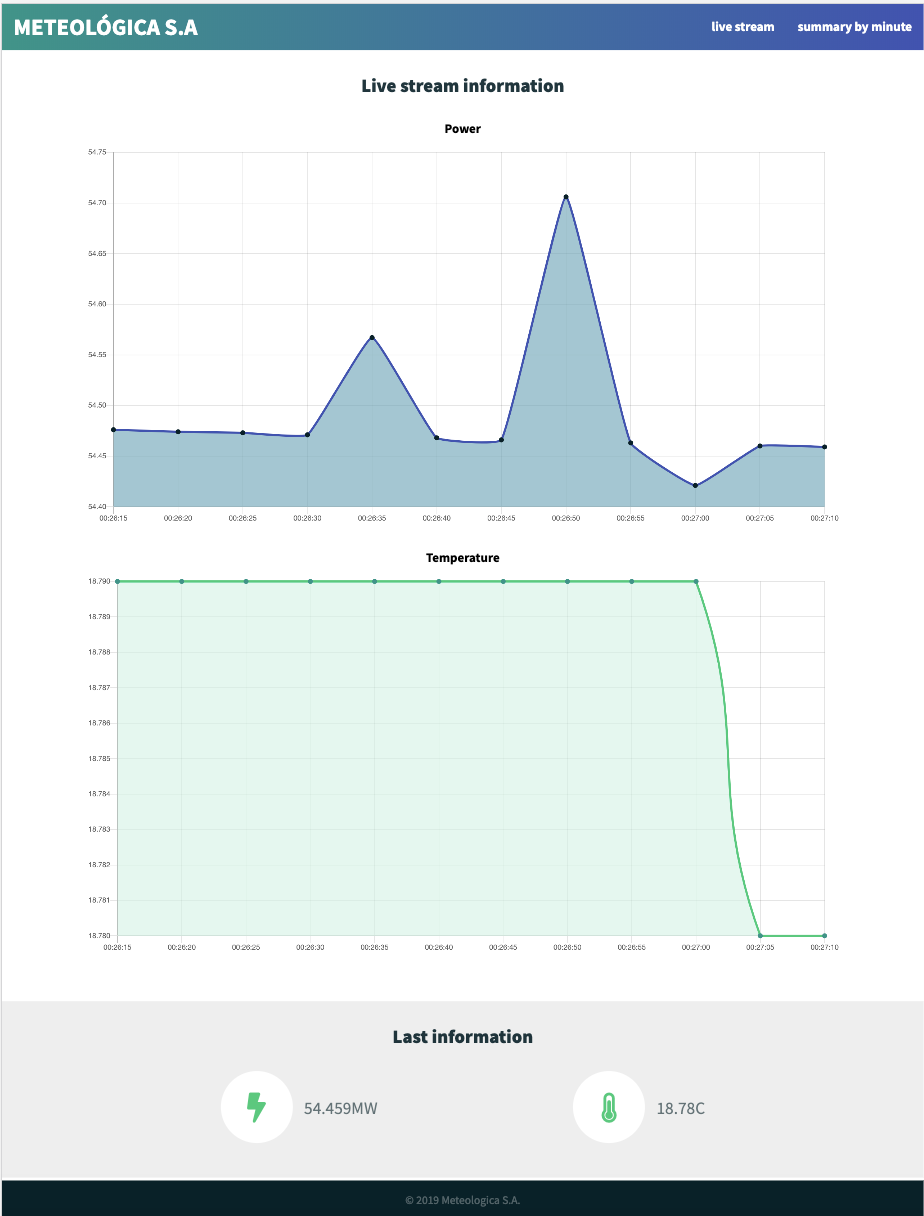 METEOLÓGICA S.A
live stream summary by minute
Live stream information
Power
54.75
54.70
54.65
54.60
54.55
54.50
54.45
54.40
00:26:15 00:26:20 00:26:25 00:26:30 00:26:35 00:26:40 00:26:45 00:26:50 00:26:55 00:27:00 00:27:05 00:27:10
Temperature
18.790
18.789
18.788
18.787
18.786
18.785
18.784
18.783
18.782
18.781
18.780
00:26:15 00:26:20 00:26:25 00:26:30 00:26:35 00:26:40 00:26:45 00:26:50 00:26:55 00:27:00 00:27:05 00:27:10
Last information
54.459MW 18.78C
© 2019 Meteologica S.A.